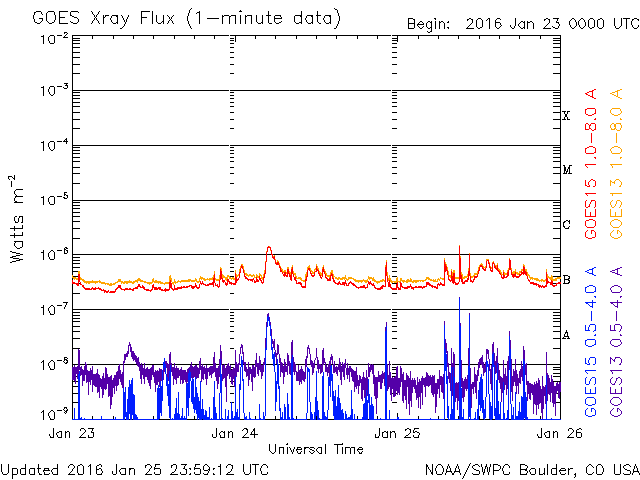 GOES Xray Flux (1-minute data)
Begin: 2016 Jan 23 0000 UTC
10-2
10-3
10-4
10-5
10-6
10-7
10-8
10-9
Watts m-2
X
M
C
B
A
GOES15 1.0-8.0 A
GOES13 1.0-8.0 A
GOES15 0.5-4.0 A
GOES13 0.5-4.0 A
Jan 23
Jan 24
Jan 25
Jan 26
Universal Time
Updated 2016 Jan 25 23:59:12 UTC
NOAA/SWPC Boulder, CO USA